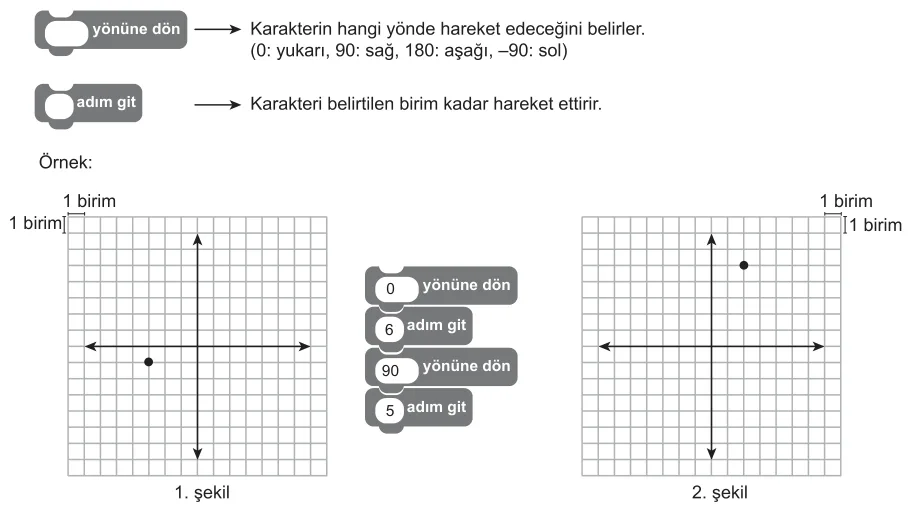 yönüne dön
Karakterin hangi yönde hareket edeceğini belirler.
(0: yukarı, 90: sağ, 180: aşağı, –90: sol)
adım git
Karakteri belirtilen birim kadar hareket ettirir.
Örnek:
1 birim
1 birim
1. şekil
0 yönüne dön
6 adım git
90 yönüne dön
5 adım git
1 birim
1 birim
2. şekil